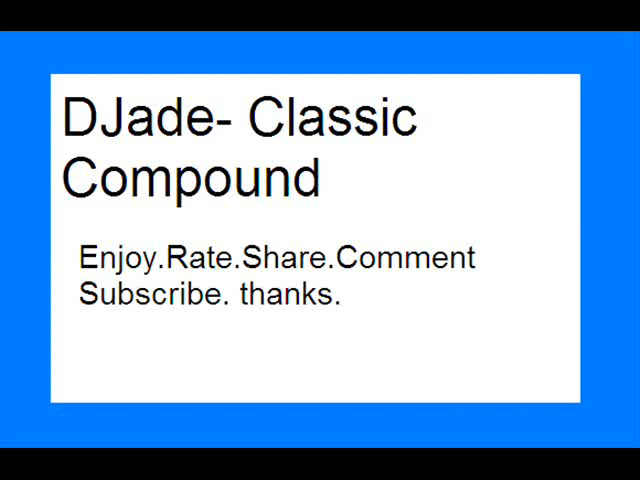 DJade- Classic
Compound
Enjoy.Rate.Share.Comment
Subscribe. thanks.